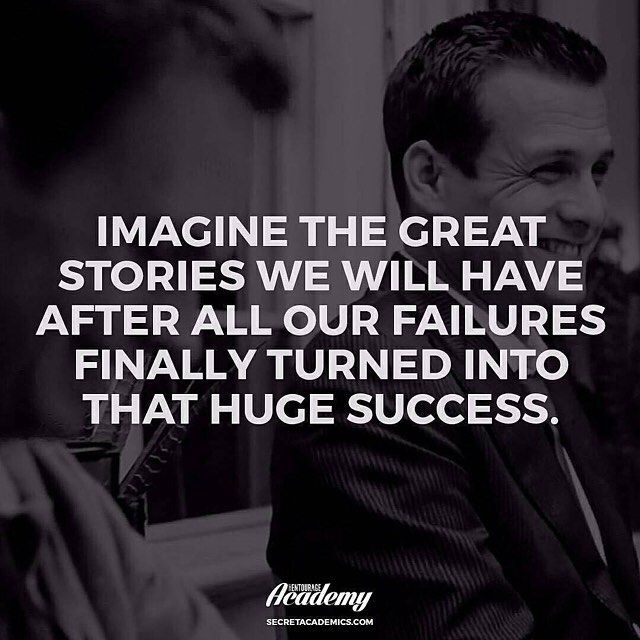 IMAGINE THE GREAT
STORIES WE WILL HAVE
AFTER ALL OUR FAILURES
FINALLY TURNED INTO
THAT HUGE SUCCESS.
ENTOURAGE
Academy
SECRETACADEMICS.COM